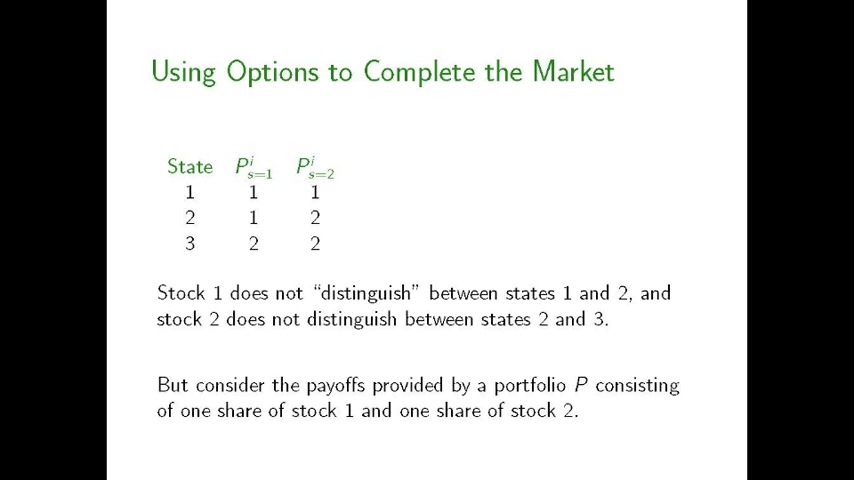 Using Options to Complete the Market
State P^i_{s=1} P^i_{s=2}
1 1 1
2 1 2
3 2 2
Stock 1 does not “distinguish” between states 1 and 2, and
stock 2 does not distinguish between states 2 and 3.
But consider the payoffs provided by a portfolio P consisting
of one share of stock 1 and one share of stock 2.